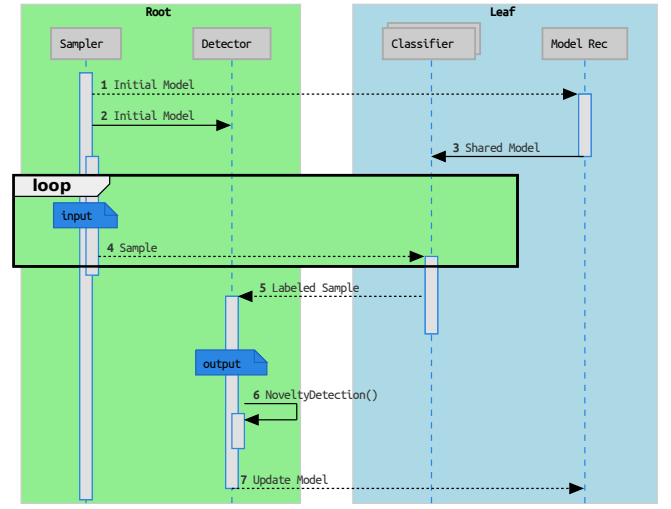 Root
Leaf
Sampler
Detector
Classifier
Model Rec
1 Initial Model
2 Initial Model
3 Shared Model
loop
input
4 Sample
5 Labeled Sample
output
6 NoveltyDetection()
7 Update Model